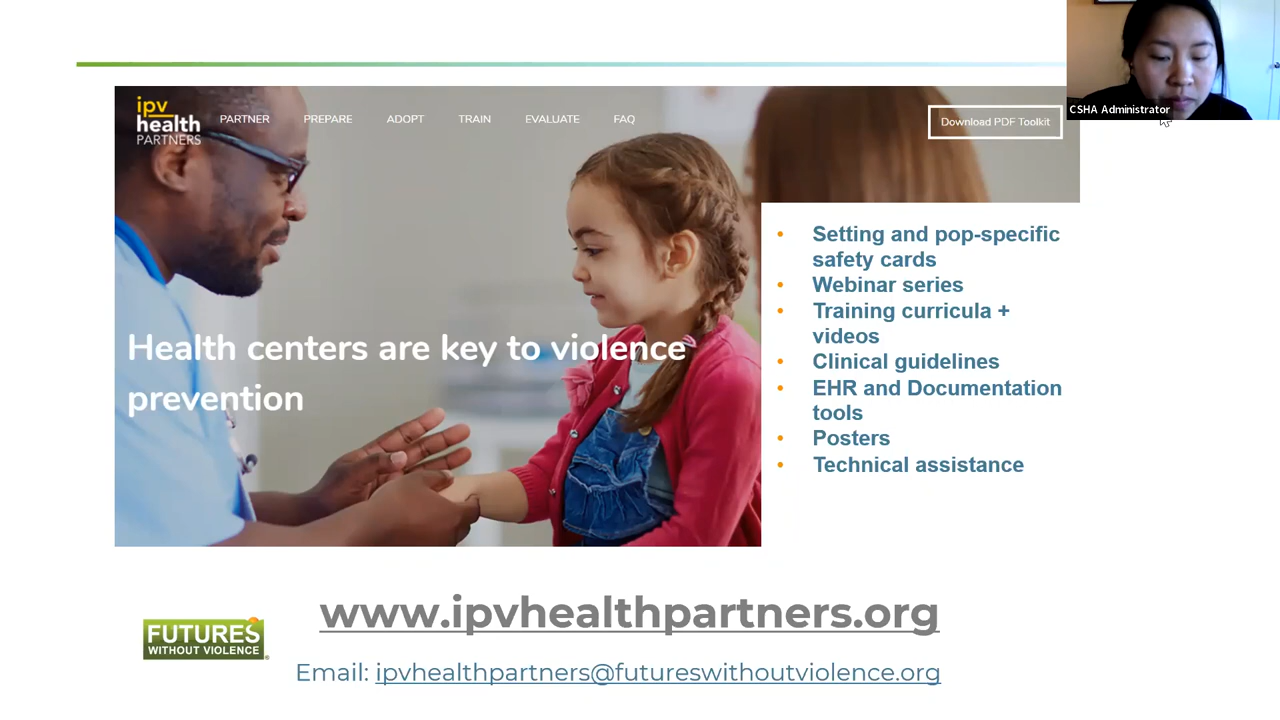 CSHA Administrator
ipv
health
PARTNERS
PARTNER PREPARE ADOPT TRAIN EVALUATE FAQ
Download PDF Toolkit
Health centers are key to violence
prevention
• Setting and pop-specific
safety cards
• Webinar series
• Training curricula +
videos
• Clinical guidelines
• EHR and Documentation
tools
• Posters
• Technical assistance
www.ipvhealthpartners.org
FUTURES
WITHOUT VIOLENCE®
Email: ipvhealthpartners@futureswithoutviolence.org